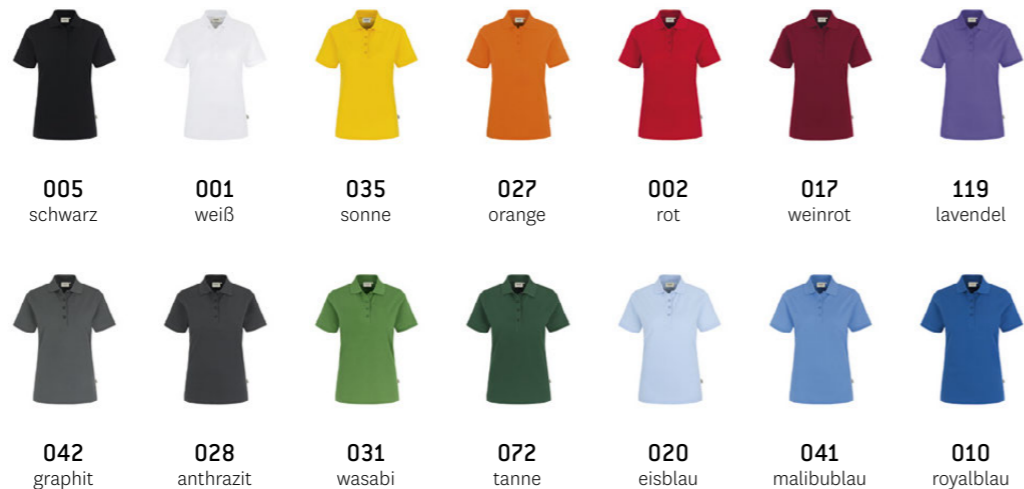 005 001 035 027 002 017 119
schwarz weiß sonne orange rot weinrot lavendel
042 028 031 072 020 041 010
graphit anthrazit wasabi tanne eisblau malibublau royalblau